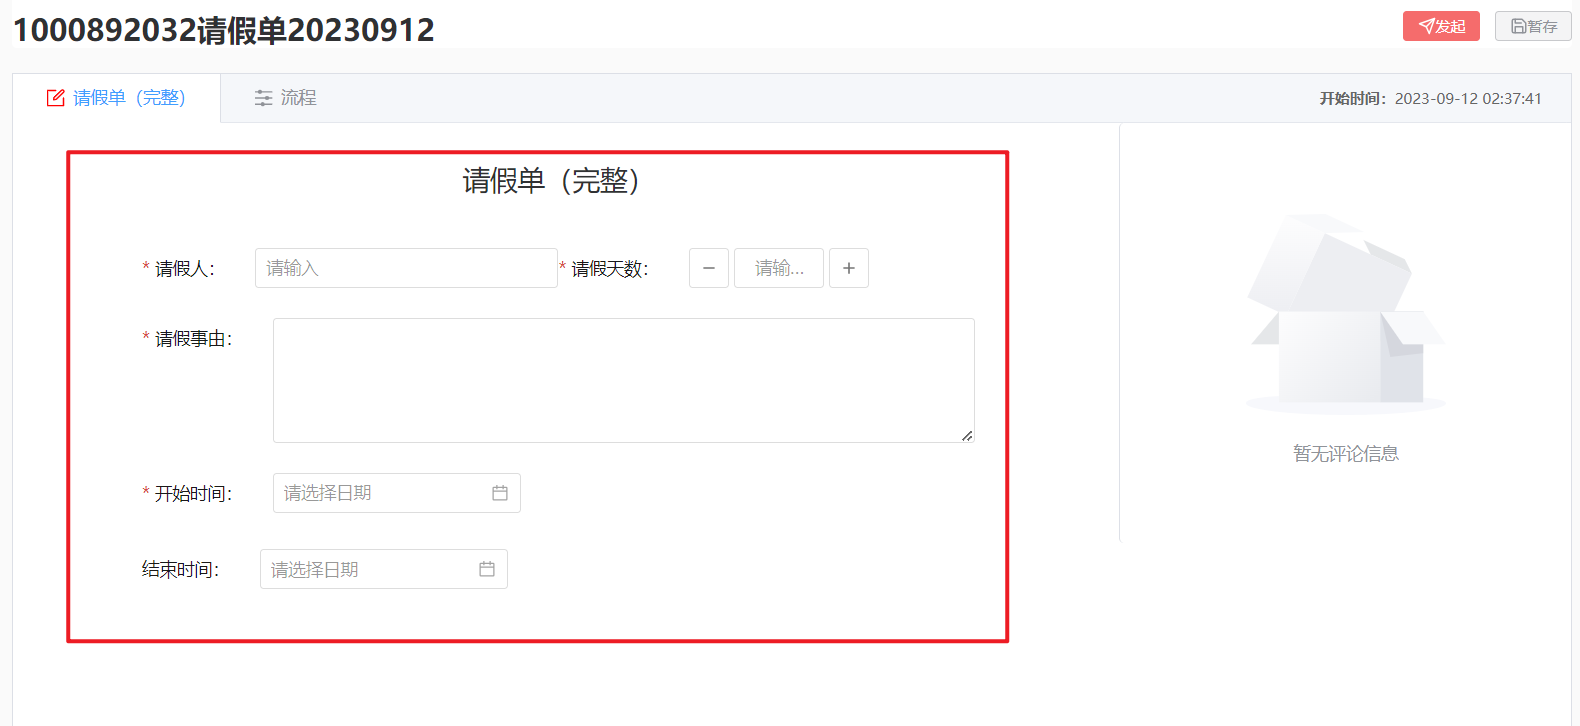 1000892032请假单20230912
发起
暂存
请假单（完整）
流程
开始时间：2023-09-12 02:37:41
请假单（完整）
* 请假人：
请输入
* 请假天数：
请输...
* 请假事由：
* 开始时间：
请选择日期
结束时间：
请选择日期
暂无评论信息